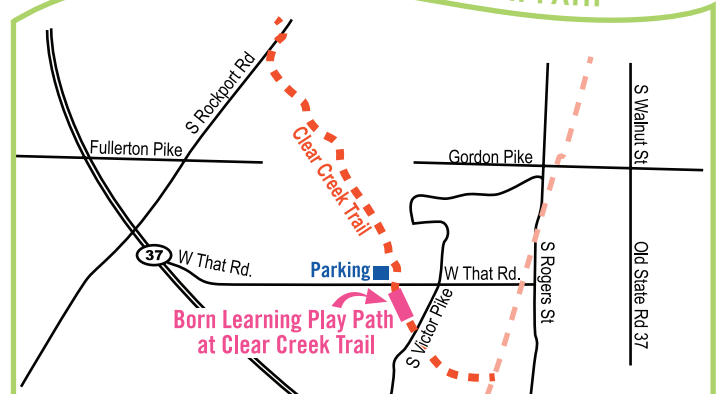 S Rockport Rd
Fullerton Pike
Clear Creek Trail
Gordon Pike
S Walnut St
37
W That Rd.
Parking
W That Rd.
S Rogers St
Old State Rd 37
Born Learning Play Path
at Clear Creek Trail
S Victor Pike